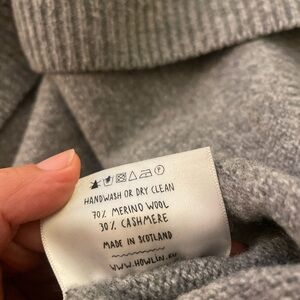 HANDWASH OR DRY CLEAN
70% MERINO WOOL
30% CASHMERE
MADE IN SCOTLAND
WWW.HOWLIN.EU